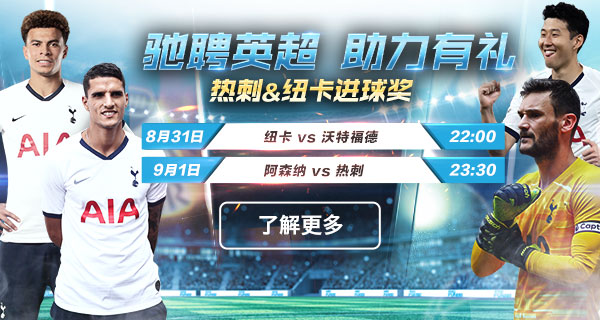 驰聘英超 助力有礼
热刺&纽卡进球奖
8月31日 纽卡 vs 沃特福德 22:00
9月1日 阿森纳 vs 热刺 23:30
了解更多
AIA
AIA
AIA
Capt